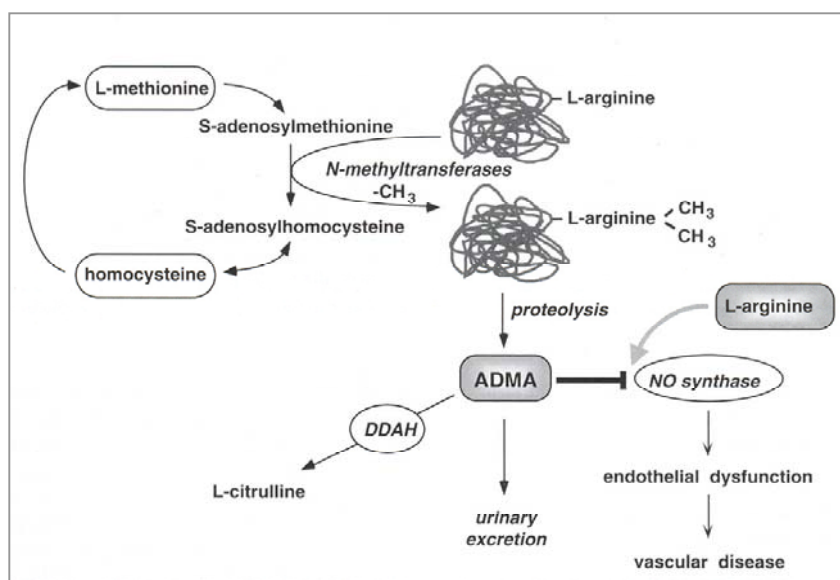 L-methionine
L-arginine
S-adenosylmethionine
N-methyltransferases
-CH3
S-adenosylhomocysteine
L-arginine
CH3
CH3
homocysteine
proteolysis
L-arginine
ADMA
NO synthase
DDAH
L-citrulline
endothelial dysfunction
urinary
excretion
vascular disease